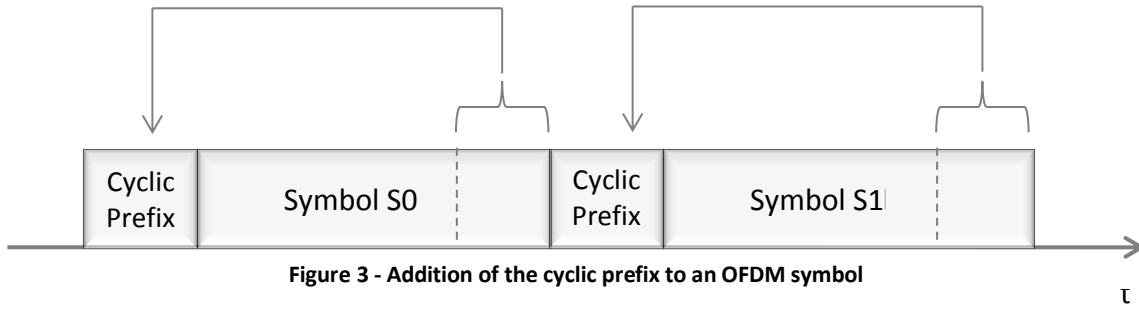 Cyclic
Prefix
Symbol S0
Cyclic
Prefix
Symbol S1
Figure 3 - Addition of the cyclic prefix to an OFDM symbol
τ